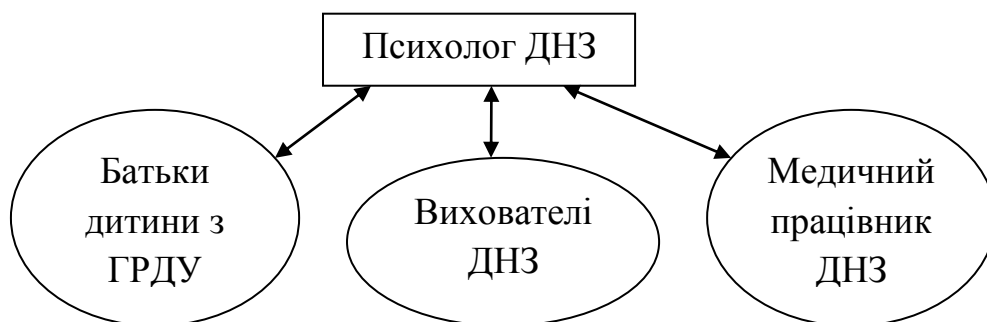 Психолог ДНЗ
Батьки
дитини з
ГРДУ
Вихователі
ДНЗ
Медичний
працівник
ДНЗ